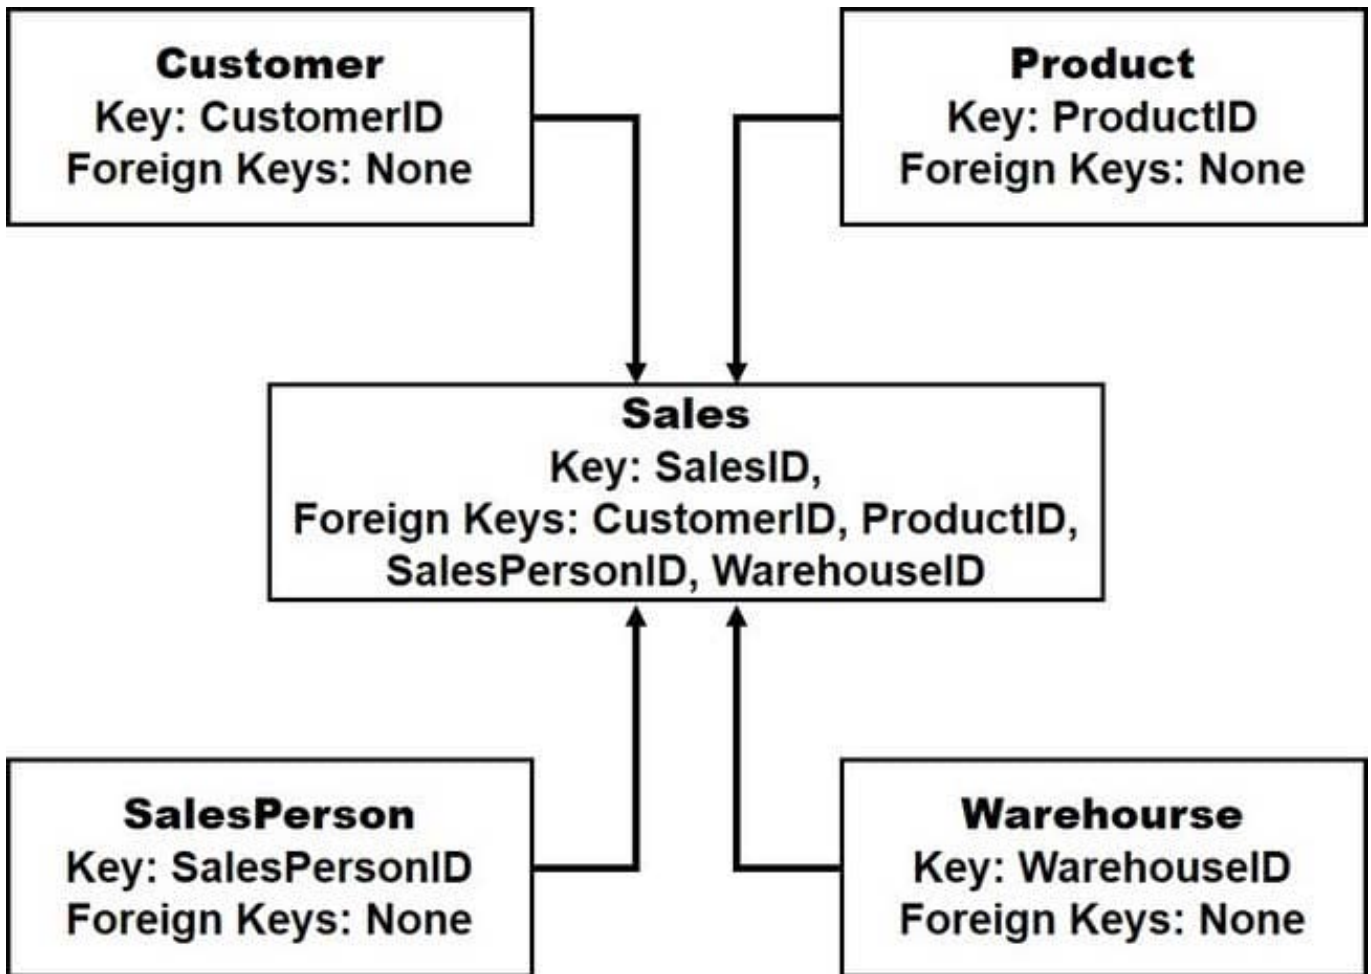 Customer
Key: CustomerID
Foreign Keys: None
Product
Key: ProductID
Foreign Keys: None
Sales
Key: SalesID,
Foreign Keys: CustomerID, ProductID,
SalesPersonID, WarehouseID
SalesPerson
Key: SalesPersonID
Foreign Keys: None
Warehourse
Key: WarehouseID
Foreign Keys: None